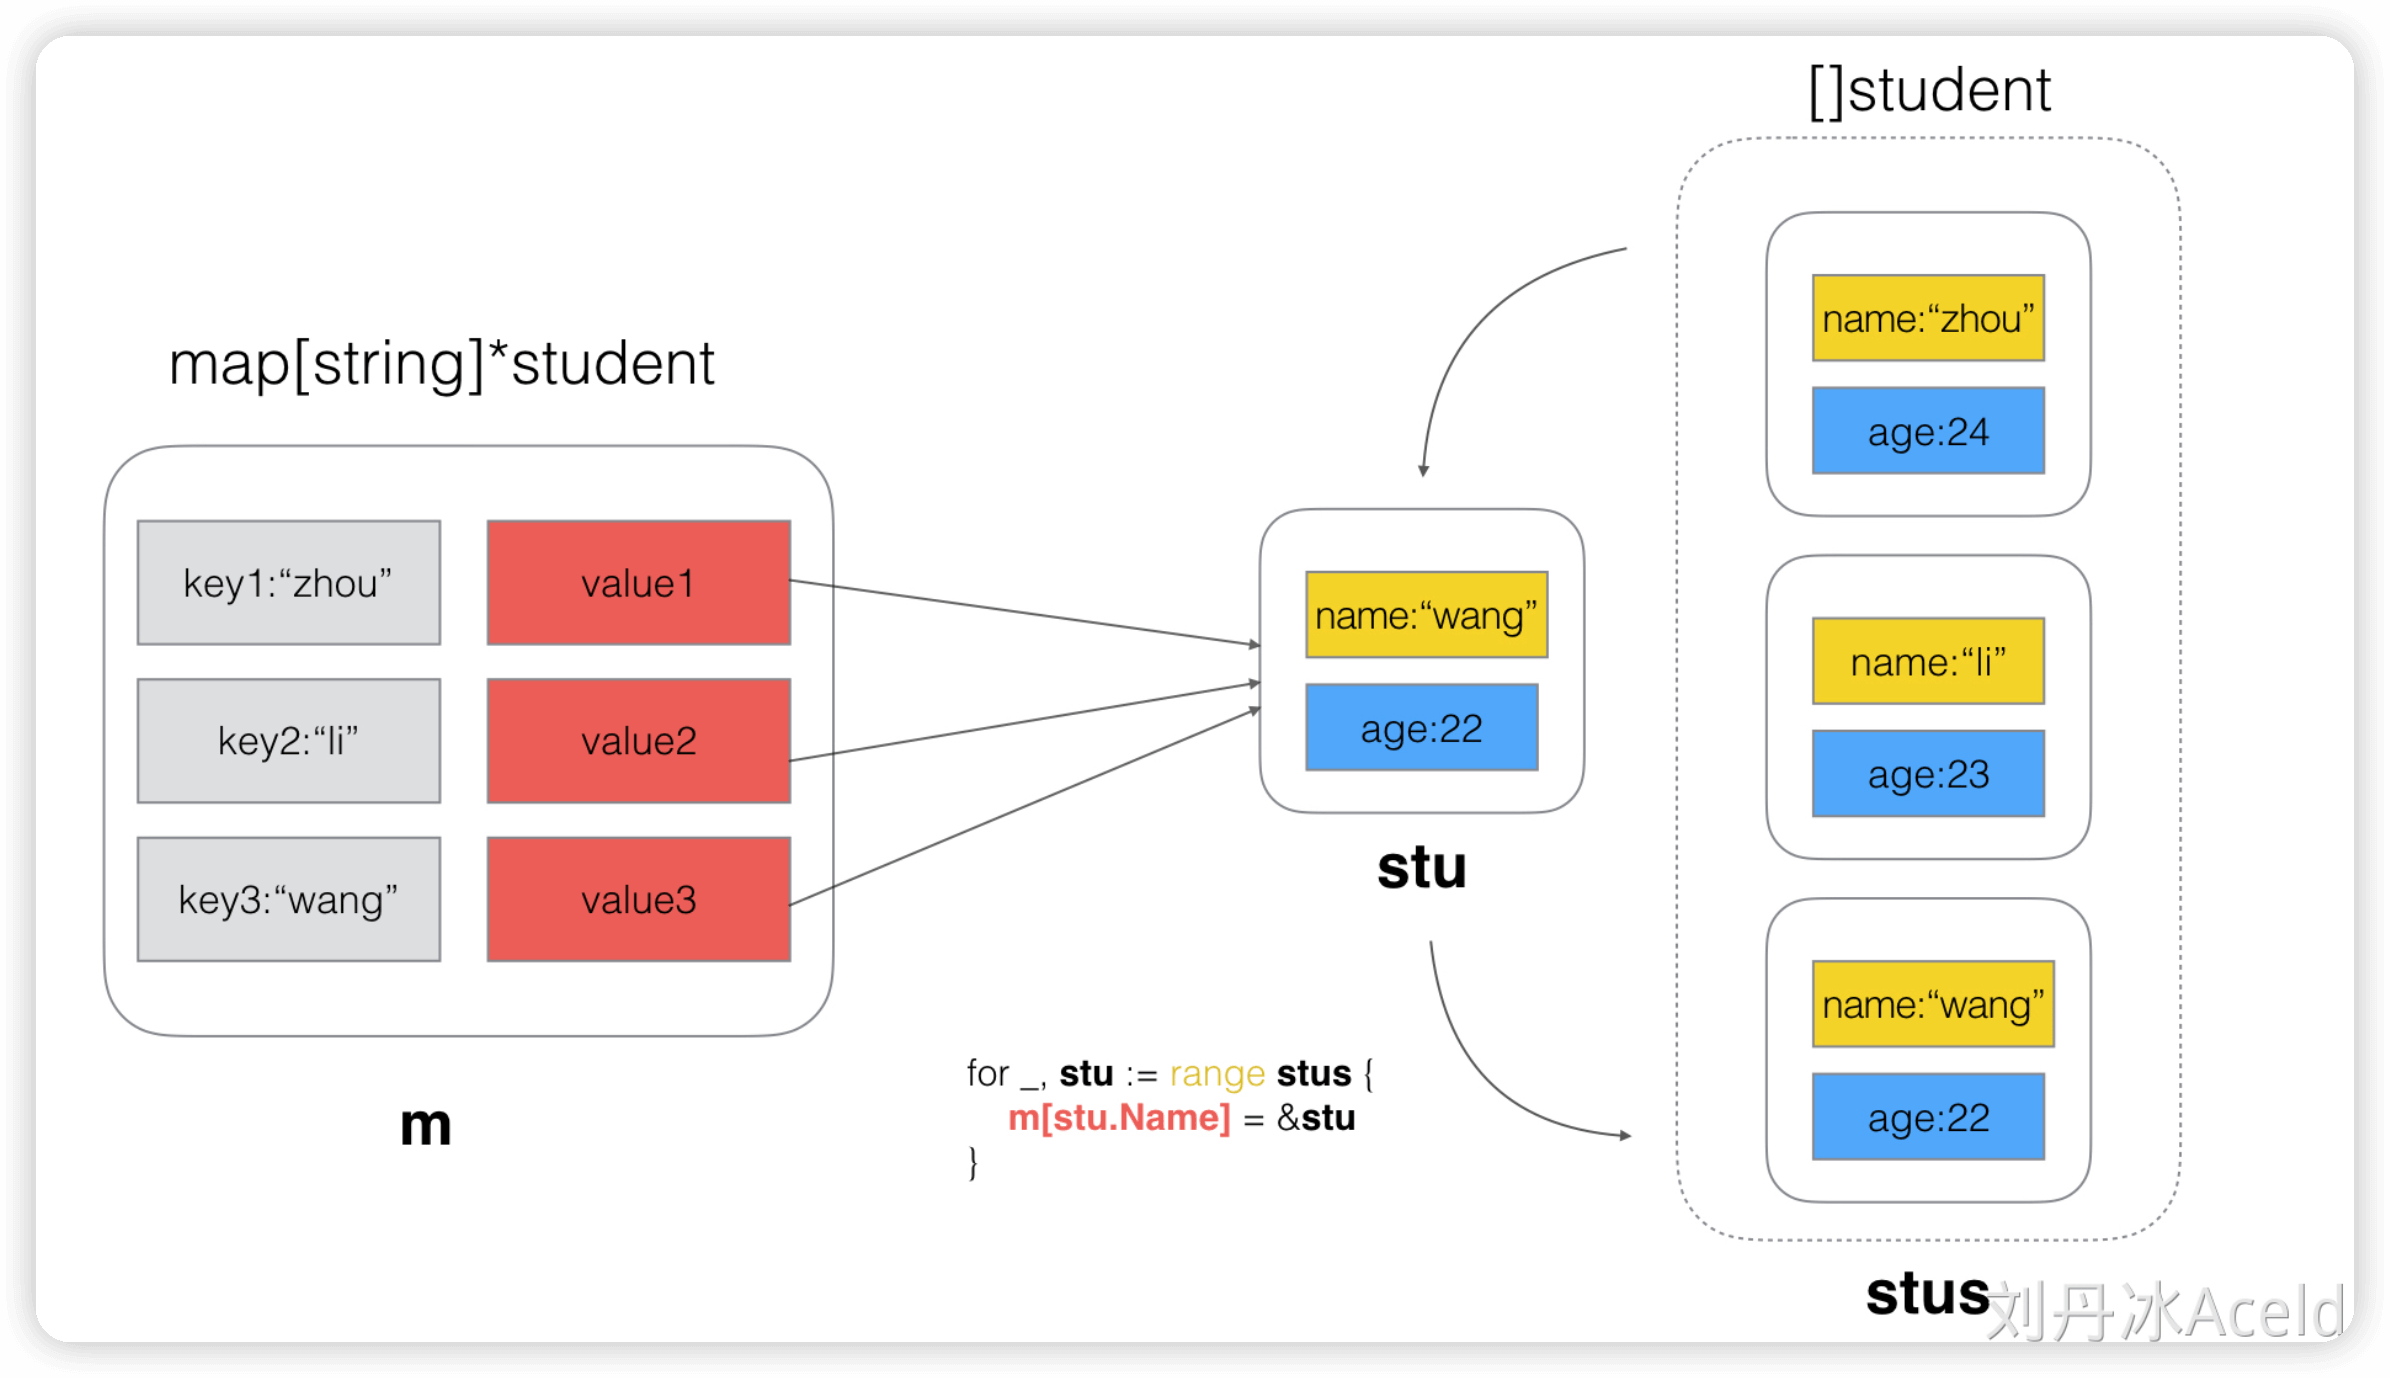 []student
name:“zhou”
age:24
map[string]*student
key1:“zhou”
value1
name:“wang”
name:“li”
key2:“li”
value2
age:22
age:23
key3:“wang”
value3
stu
name:“wang”
for _, stu := range stus {
m[stu.Name] = &stu
}
age:22
m
stus
刘丹冰Aceld